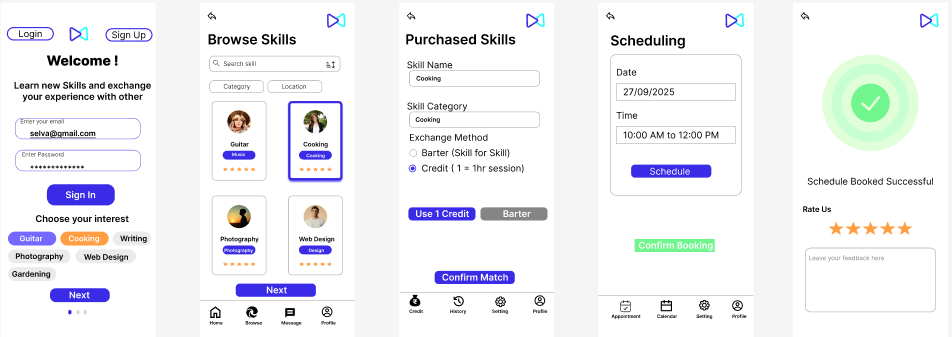 Login
Sign Up
Welcome !
Learn new Skills and exchange
your experience with other
Enter your email
selva@gmail.com
Enter Password
*************
Sign In
Choose your interest
Guitar
Cooking
Writing
Photography
Web Design
Gardening
Next
Browse Skills
Search skill
Category
Location
Guitar
Music
Cooking
Cooking
Photography
Photography
Web Design
Design
Next
Home
Browse
Message
Profile
Purchased Skills
Skill Name
Cooking
Skill Category
Cooking
Exchange Method
Barter (Skill for Skill)
Credit ( 1 = 1hr session)
Use 1 Credit
Barter
Confirm Match
Credit
History
Setting
Profile
Scheduling
Date
27/09/2025
Time
10:00 AM to 12:00 PM
Schedule
Confirm Booking
Appointment
Calendar
Setting
Profile
Schedule Booked Successful
Rate Us
Leave your feedback here